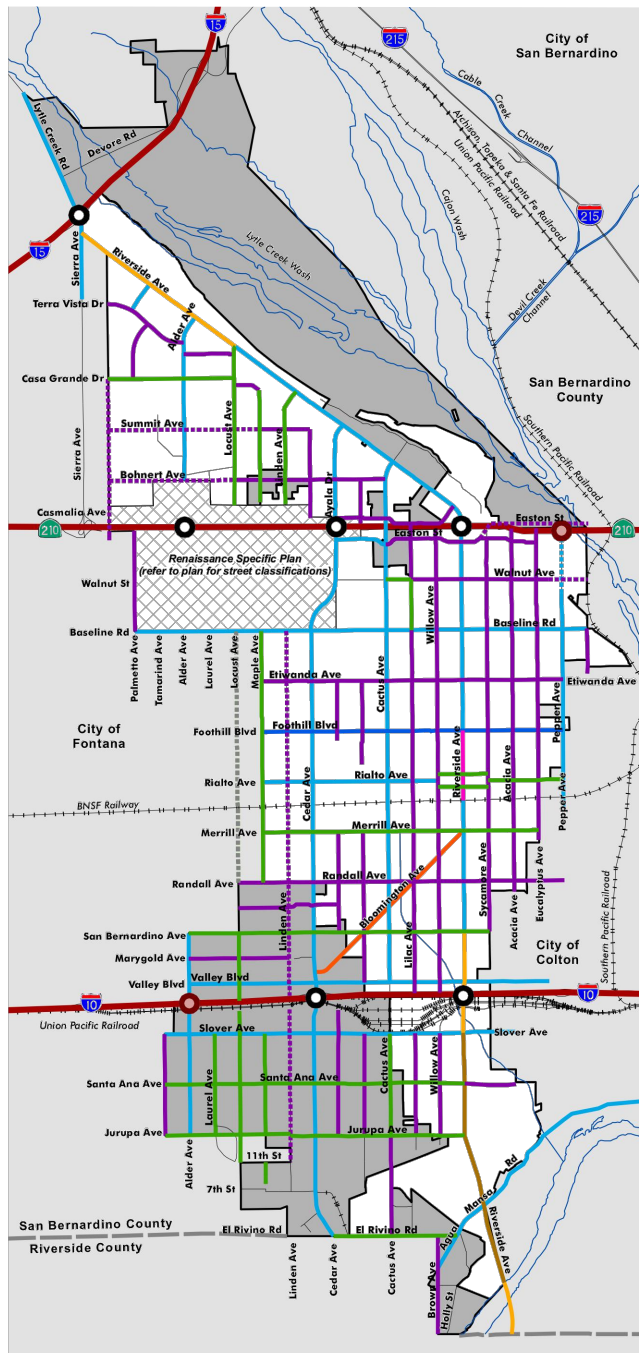 15
215
City of
San Bernardino
Cable Creek Channel
Lytle Creek Rd
Devore Rd
Atchison, Topeka & Santa Fe Railroad
Union Pacific Railroad
Cajon Wash
215
15
Sierra Ave
Riverside Ave
Lytle Creek Wash
Devil Creek
Channel
Terra Vista Dr
Alder Ave
Casa Grande Dr
San Bernardino
County
Sierra Ave
Summit Ave
Locust Ave
Linden Ave
Southern Pacific Railroad
Bohnert Ave
Ayala Dr
Casmalia Ave
Easton St
210
Easton St
210
Renaissance Specific Plan
(refer to plan for street classifications)
Walnut St
Walnut Ave
Willow Ave
Baseline Rd
Baseline Rd
Palmetto Ave
Tamarind Ave
Alder Ave
Laurel Ave
Locust Ave
Maple Ave
Cactus Ave
Etiwanda Ave
Etiwanda Ave
City of
Fontana
Foothill Blvd
Foothill Blvd
Pepper Ave
Cedar Ave
Riverside Ave
Acacia Ave
Rialto Ave
Rialto Ave
Pepper Ave
BNSF Railway
Merrill Ave
Merrill Ave
Randall Ave
Randall Ave
Bloomington Ave
Sycamore Ave
Acacia Ave
Eucalyptus Ave
Linden Ave
Lilac Ave
San Bernardino Ave
City of
Colton
Southern Pacific Railroad
Marygold Ave
Valley Blvd
Valley Blvd
10
10
Union Pacific Railroad
Slover Ave
Slover Ave
Laurel Ave
Cactus Ave
Willow Ave
Santa Ana Ave
Santa Ana Ave
Jurupa Ave
Jurupa Ave
11th St
Alder Ave
7th St
Agua Mansa Rd
Riverside Ave
San Bernardino County
Riverside County
El Rivino Rd
El Rivino Rd
Linden Ave
Cedar Ave
Cactus Ave
Brown Ave
Holly St